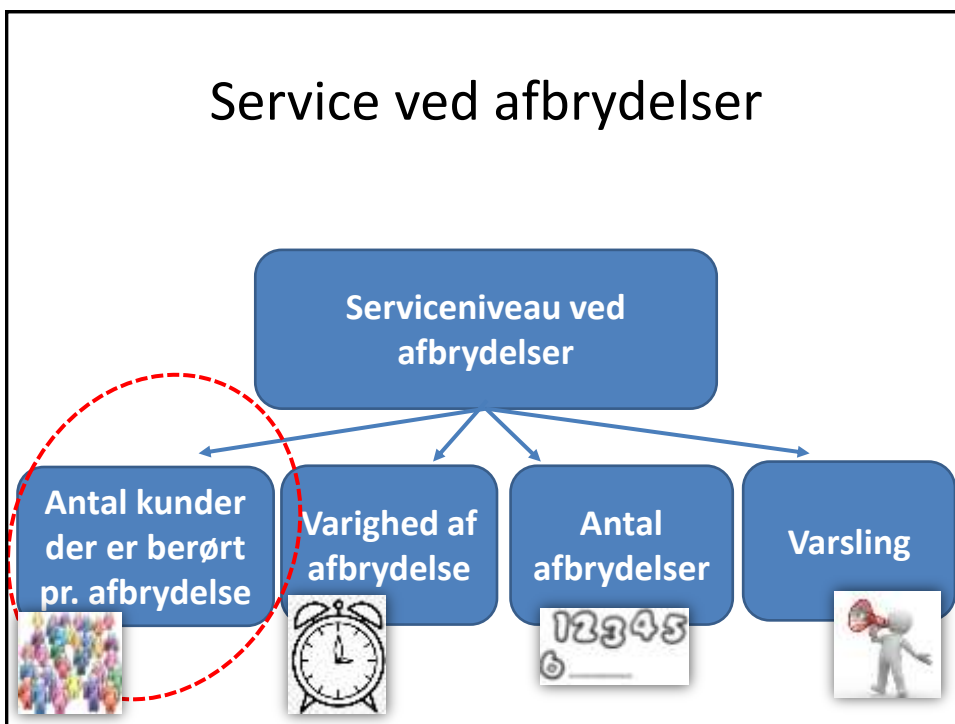 Service ved afbrydelser
Serviceniveau ved
afbrydelser
Antal kunder
der er berørt
pr. afbrydelse
Varighed af
afbrydelse
Antal
afbrydelser
Varsling
12345
6